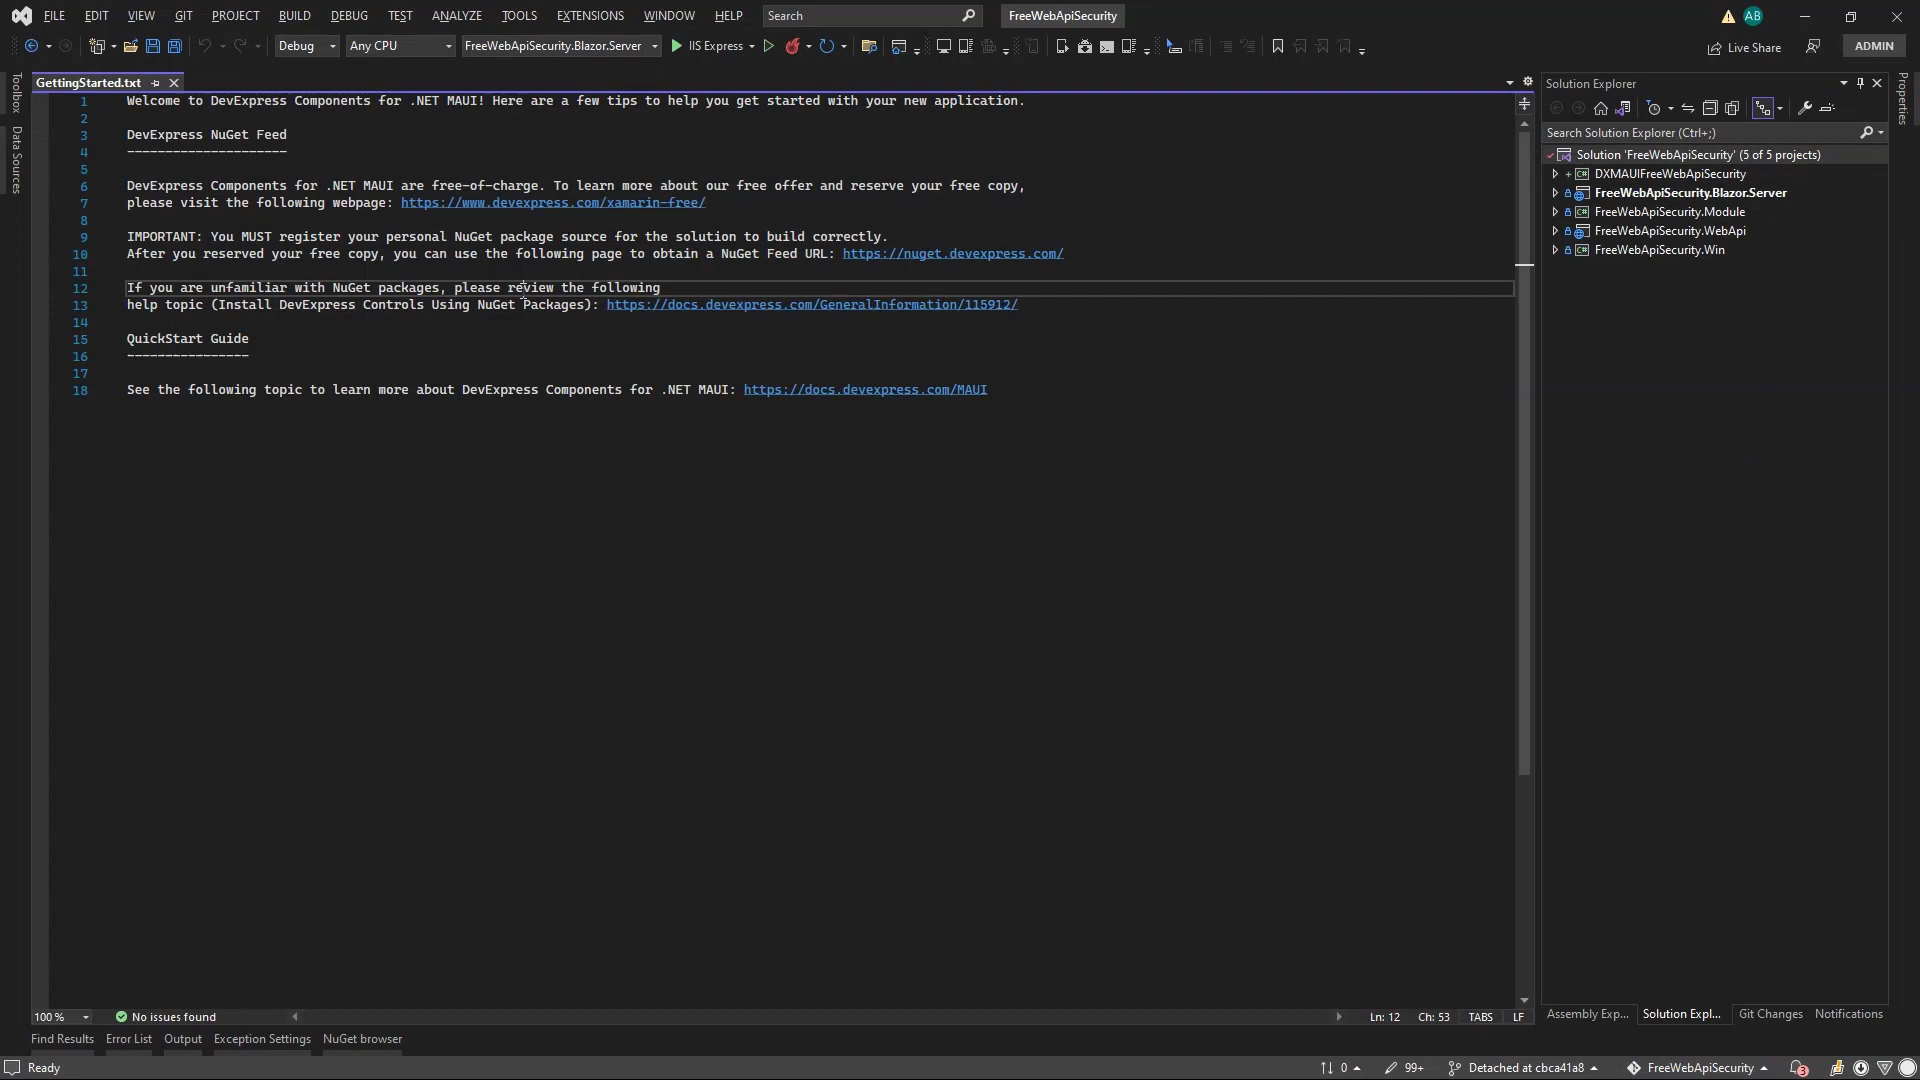 FILE EDIT VIEW GIT PROJECT BUILD DEBUG TEST ANALYZE TOOLS EXTENSIONS WINDOW HELP Search FreeWebApiSecurity AB
Debug Any CPU FreeWebApiSecurity.Blazor.Server IIS Express Live Share ADMIN
Toolbox
Data Sources
GettingStarted.txt
1 Welcome to DevExpress Components for .NET MAUI! Here are a few tips to help you get started with your new application.
2
3 DevExpress NuGet Feed
4 ---------------------
5
6 DevExpress Components for .NET MAUI are free-of-charge. To learn more about our free offer and reserve your free copy,
7 please visit the following webpage: https://www.devexpress.com/xamarin-free/
8
9 IMPORTANT: You MUST register your personal NuGet package source for the solution to build correctly.
10 After you reserved your free copy, you can use the following page to obtain a NuGet Feed URL: https://nuget.devexpress.com/
11
12 If you are unfamiliar with NuGet packages, please review the following
13 help topic (Install DevExpress Controls Using NuGet Packages): https://docs.devexpress.com/GeneralInformation/115912/
14
15 QuickStart Guide
16 ----------------
17
18 See the following topic to learn more about DevExpress Components for .NET MAUI: https://docs.devexpress.com/MAUI
Solution Explorer
Search Solution Explorer (Ctrl+;)
Solution 'FreeWebApiSecurity' (5 of 5 projects)
DXMAUIFreeWebApiSecurity
FreeWebApiSecurity.Blazor.Server
FreeWebApiSecurity.Module
FreeWebApiSecurity.WebApi
FreeWebApiSecurity.Win
Properties
Assembly Exp... Solution Expl... Git Changes Notifications
100 % No issues found Ln: 12 Ch: 53 TABS LF
Find Results Error List Output Exception Settings NuGet browser
Ready 0 99+ Detached at cbca41a8 FreeWebApiSecurity 3